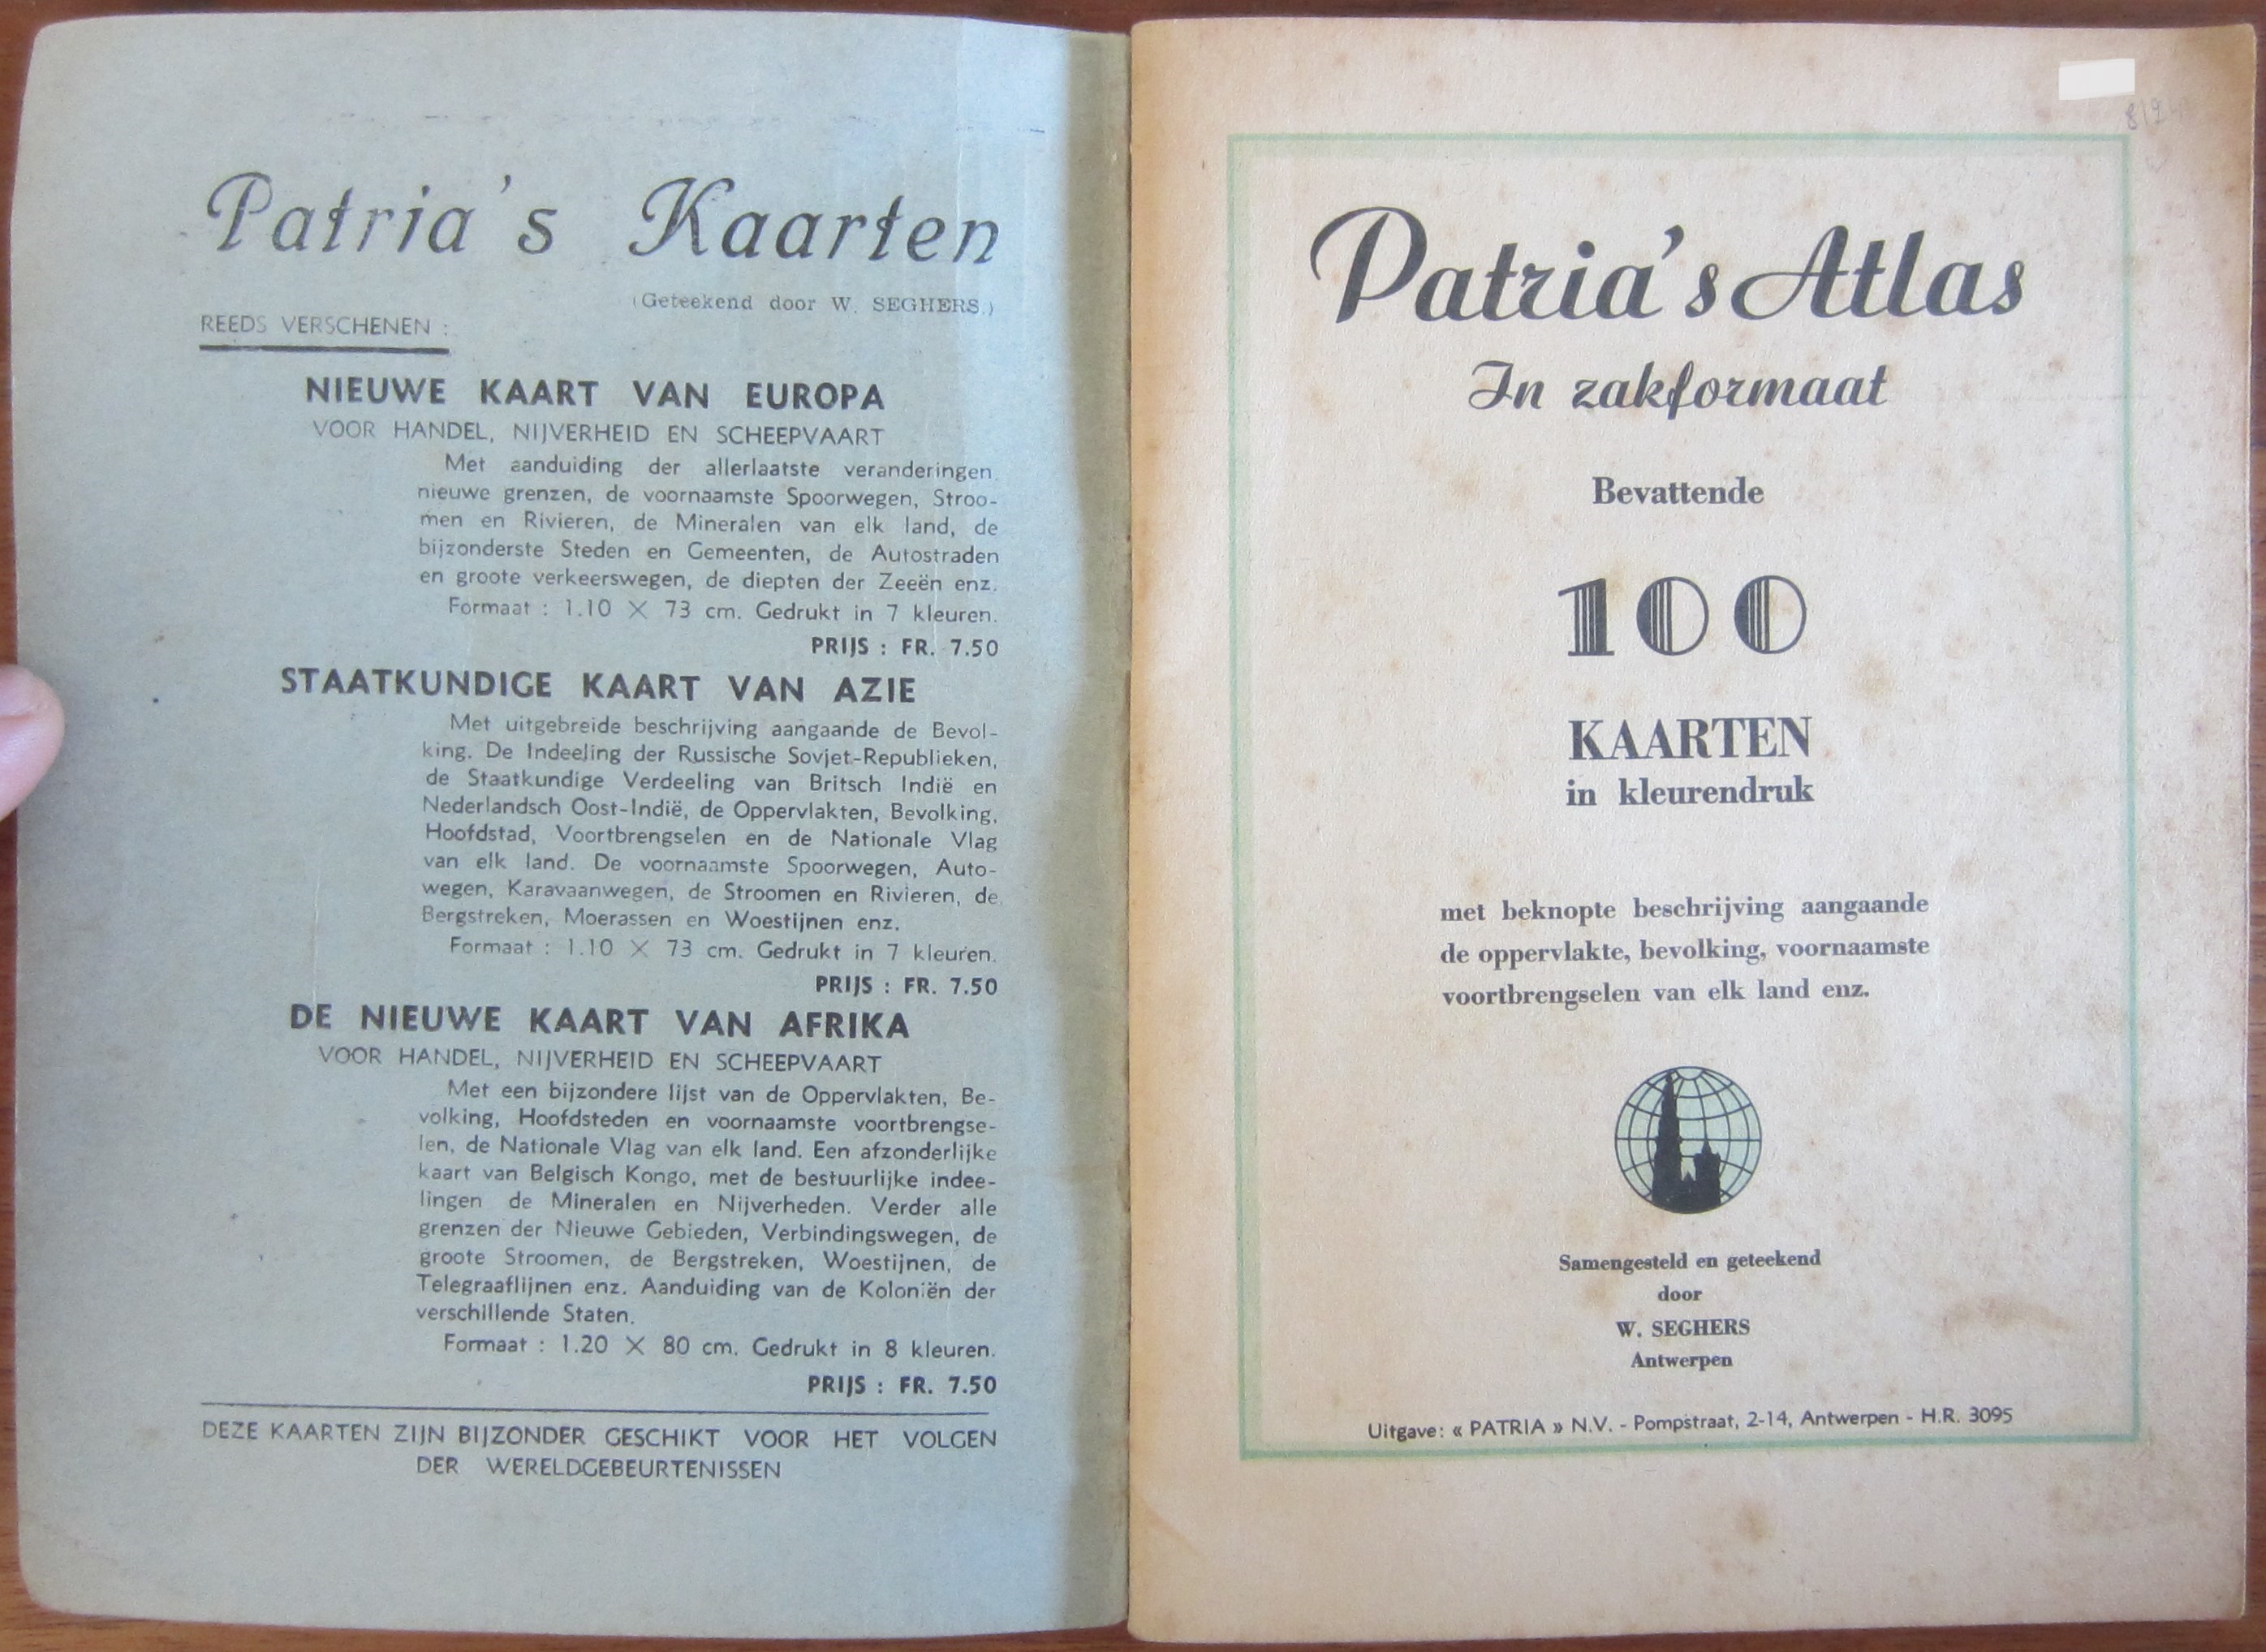 Patria's Kaarten
(Geteekend door W. SEGHERS.)
REEDS VERSCHENEN :
NIEUWE KAART VAN EUROPA
VOOR HANDEL, NIJVERHEID EN SCHEEPVAART
Met aanduiding der allerlaatste veranderingen
nieuwe grenzen, de voornaamste Spoorwegen, Stroo-
men en Rivieren, de Mineralen van elk land, de
bijzonderste Steden en Gemeenten, de Autostraden
en groote verkeerswegen, de diepten der Zeeën enz.
Formaat : 1.10 X 73 cm. Gedrukt in 7 kleuren.
PRIJS : FR. 7.50
STAATKUNDIGE KAART VAN AZIE
Met uitgebreide beschrijving aangaande de Bevol-
king. De Indeeling der Russische Sovjet-Republieken,
de Staatkundige Verdeeling van Britsch Indië en
Nederlandsch Oost-Indië, de Oppervlakten, Bevolking,
Hoofdstad, Voortbrengselen en de Nationale Vlag
van elk land. De voornaamste Spoorwegen, Auto-
wegen, Karavaanwegen, de Stroomen en Rivieren, de
Bergstreken, Moerassen en Woestijnen enz.
Formaat : 1.10 X 73 cm. Gedrukt in 7 kleuren.
PRIJS : FR. 7.50
DE NIEUWE KAART VAN AFRIKA
VOOR HANDEL, NIJVERHEID EN SCHEEPVAART
Met een bijzondere lijst van de Oppervlakten, Be-
volking, Hoofdsteden en voornaamste voortbrengse-
len, de Nationale Vlag van elk land. Een afzonderlijke
kaart van Belgisch Kongo, met de bestuurlijke indee-
lingen de Mineralen en Nijverheden. Verder alle
grenzen der Nieuwe Gebieden, Verbindingswegen, de
groote Stroomen, de Bergstreken, Woestijnen, de
Telegraaflijnen enz. Aanduiding van de Koloniën der
verschillende Staten.
Formaat : 1.20 X 80 cm. Gedrukt in 8 kleuren.
PRIJS : FR. 7.50
DEZE KAARTEN ZIJN BIJZONDER GESCHIKT VOOR HET VOLGEN
DER WERELDGEBEURTENISSEN
Patria's Atlas
In zakformaat
Bevattende
100
KAARTEN
in kleurendruk
met beknopte beschrijving aangaande
de oppervlakte, bevolking, voornaamste
voortbrengselen van elk land enz.
Samengesteld en geteekend
door
W. SEGHERS
Antwerpen
Uitgave: « PATRIA » N.V. - Pompstraat, 2-14, Antwerpen - H.R. 3095